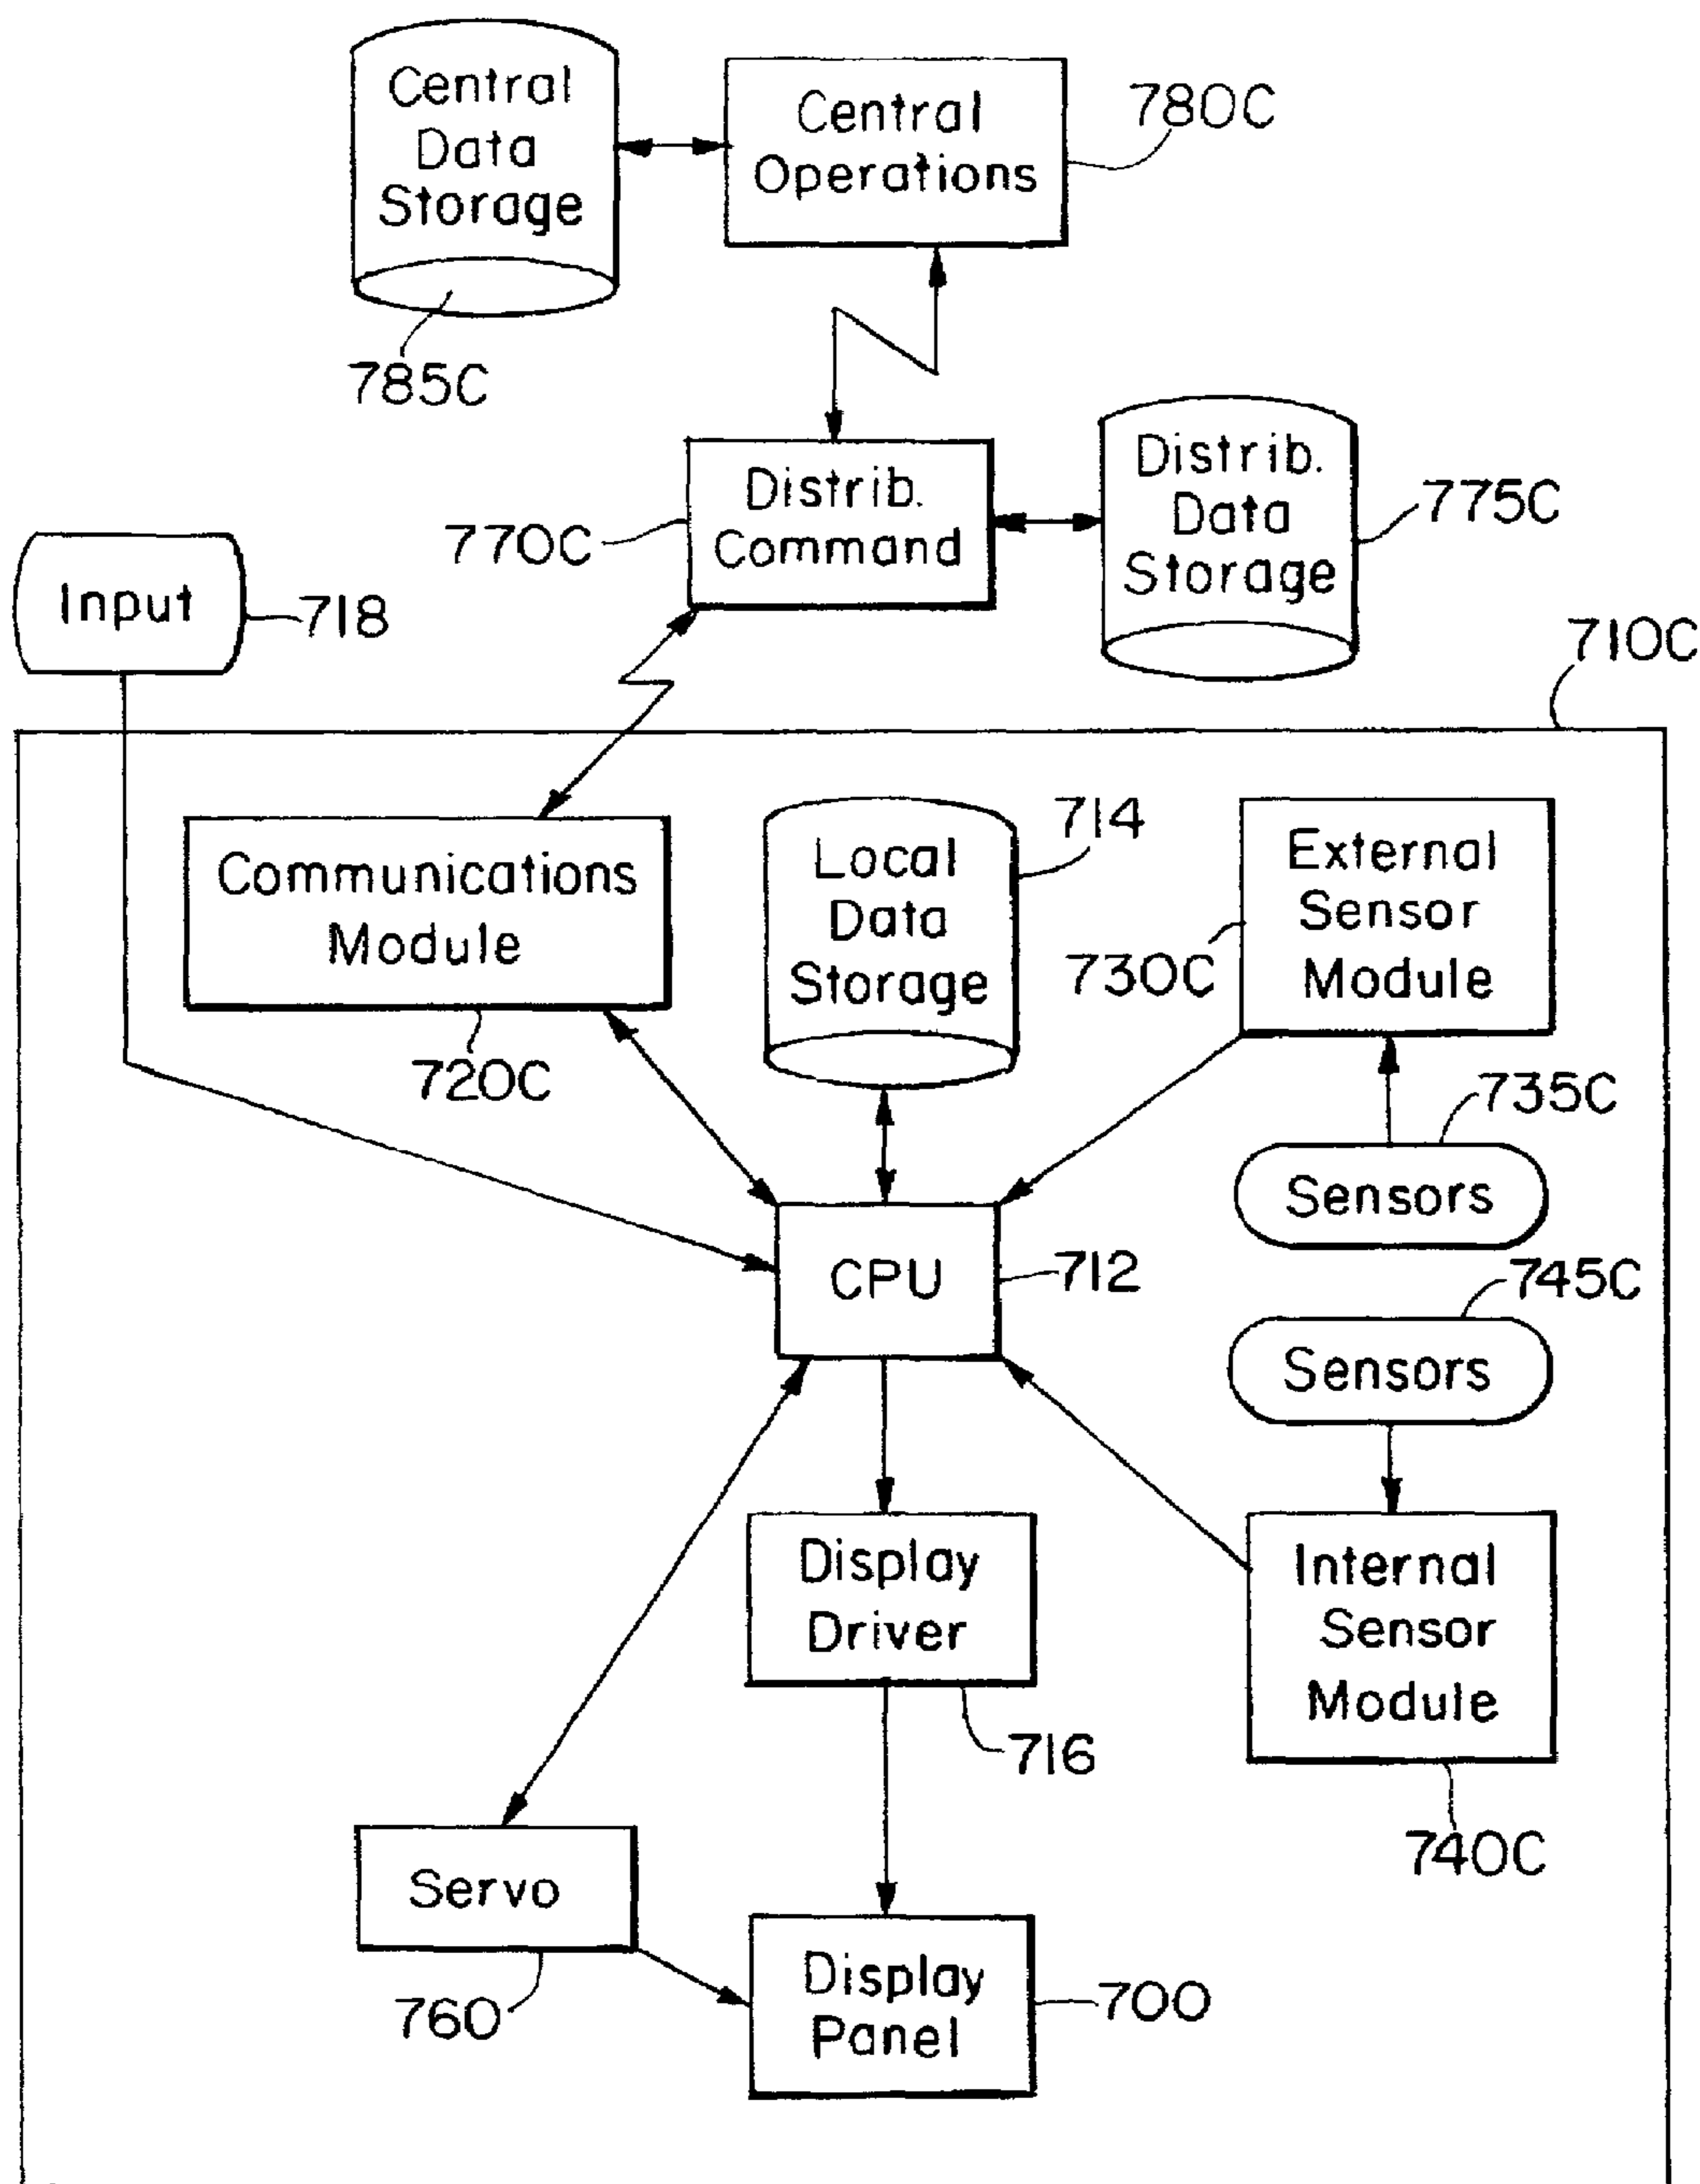 Central
Data
Storage
785C
Central
Operations
780C
Distrib.
Command
770C
Distrib.
Data
Storage
775C
Input
718
710C
Communications
Module
720C
Local
Data
Storage
714
External
Sensor
Module
730C
735C
Sensors
CPU
712
745C
Sensors
Display
Driver
716
Internal
Sensor
Module
740C
Servo
760
Display
Panel
700